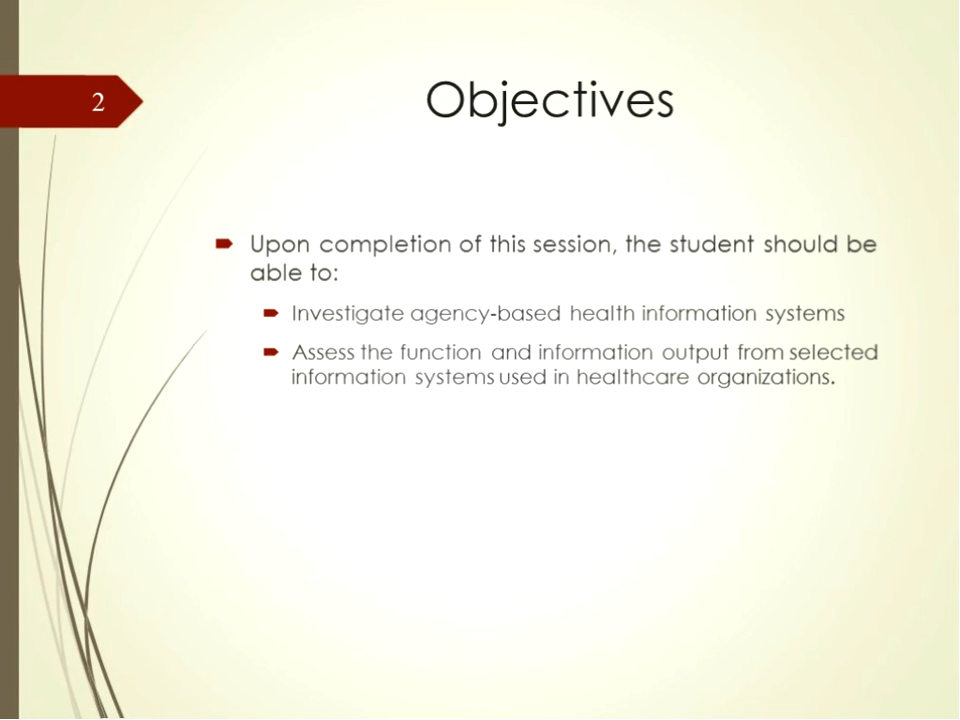 2
Objectives
Upon completion of this session, the student should be
able to:
Investigate agency-based health information systems
Assess the function and information output from selected
information systems used in healthcare organizations.